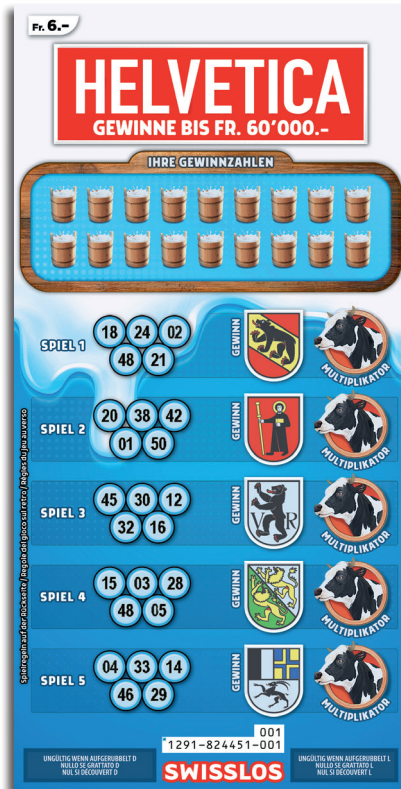 Fr. 6.–
HELVETICA
GEWINNE BIS FR. 60'000.–
IHRE GEWINNZAHLEN
SPIEL 1
18 24 02
48 21
GEWINN
MULTIPLIKATOR
SPIEL 2
20 38 42
01 50
GEWINN
MULTIPLIKATOR
SPIEL 3
45 30 12
32 16
GEWINN
V R
MULTIPLIKATOR
SPIEL 4
15 03 28
48 05
GEWINN
MULTIPLIKATOR
SPIEL 5
04 33 14
46 29
GEWINN
MULTIPLIKATOR
Spielregeln auf der Rückseite / Regole del gioco sul retro / Règles du jeu au verso
001
1291-824451-001
UNGÜLTIG WENN AUFGERUBBELT D
NULLO SE GRATTATO D
NUL SI DÉCOUVERT D
SWISSLOS
UNGÜLTIG WENN AUFGERUBBELT L
NULLO SE GRATTATO L
NUL SI DÉCOUVERT L